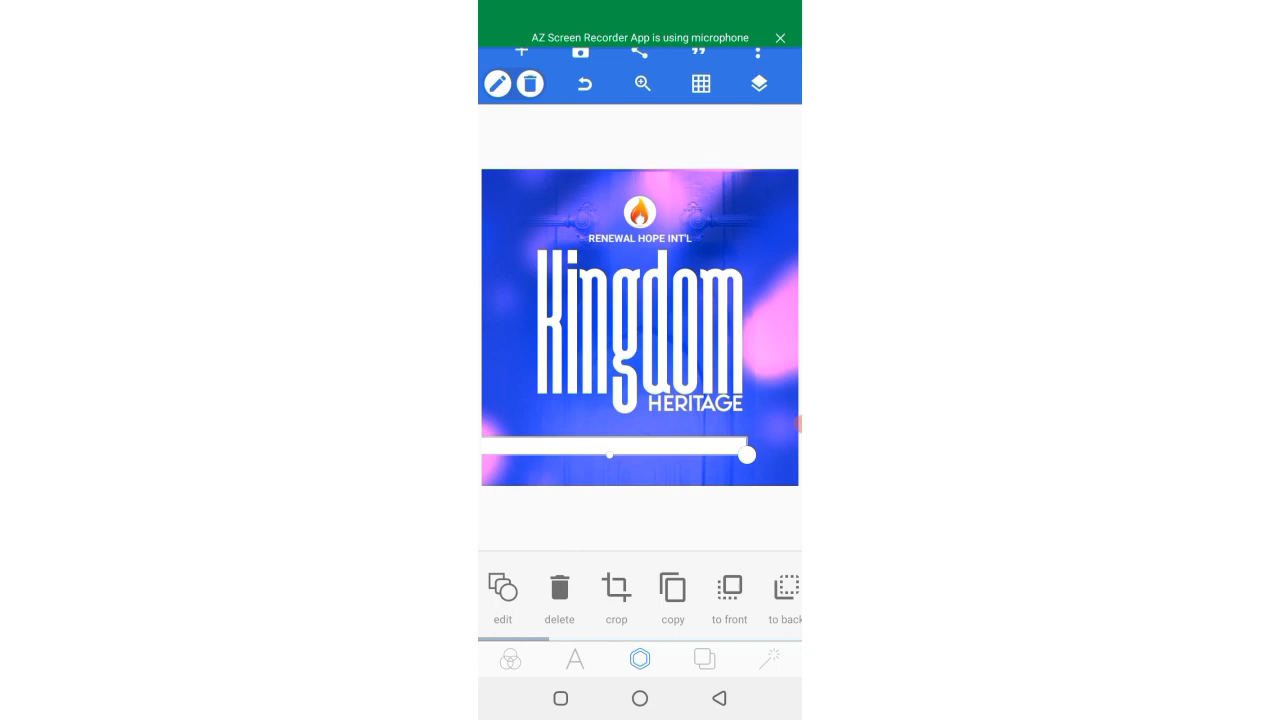 AZ Screen Recorder App is using microphone
RENEWAL HOPE INT'L
Kingdom
HERITAGE
edit
delete
crop
copy
to front
to back